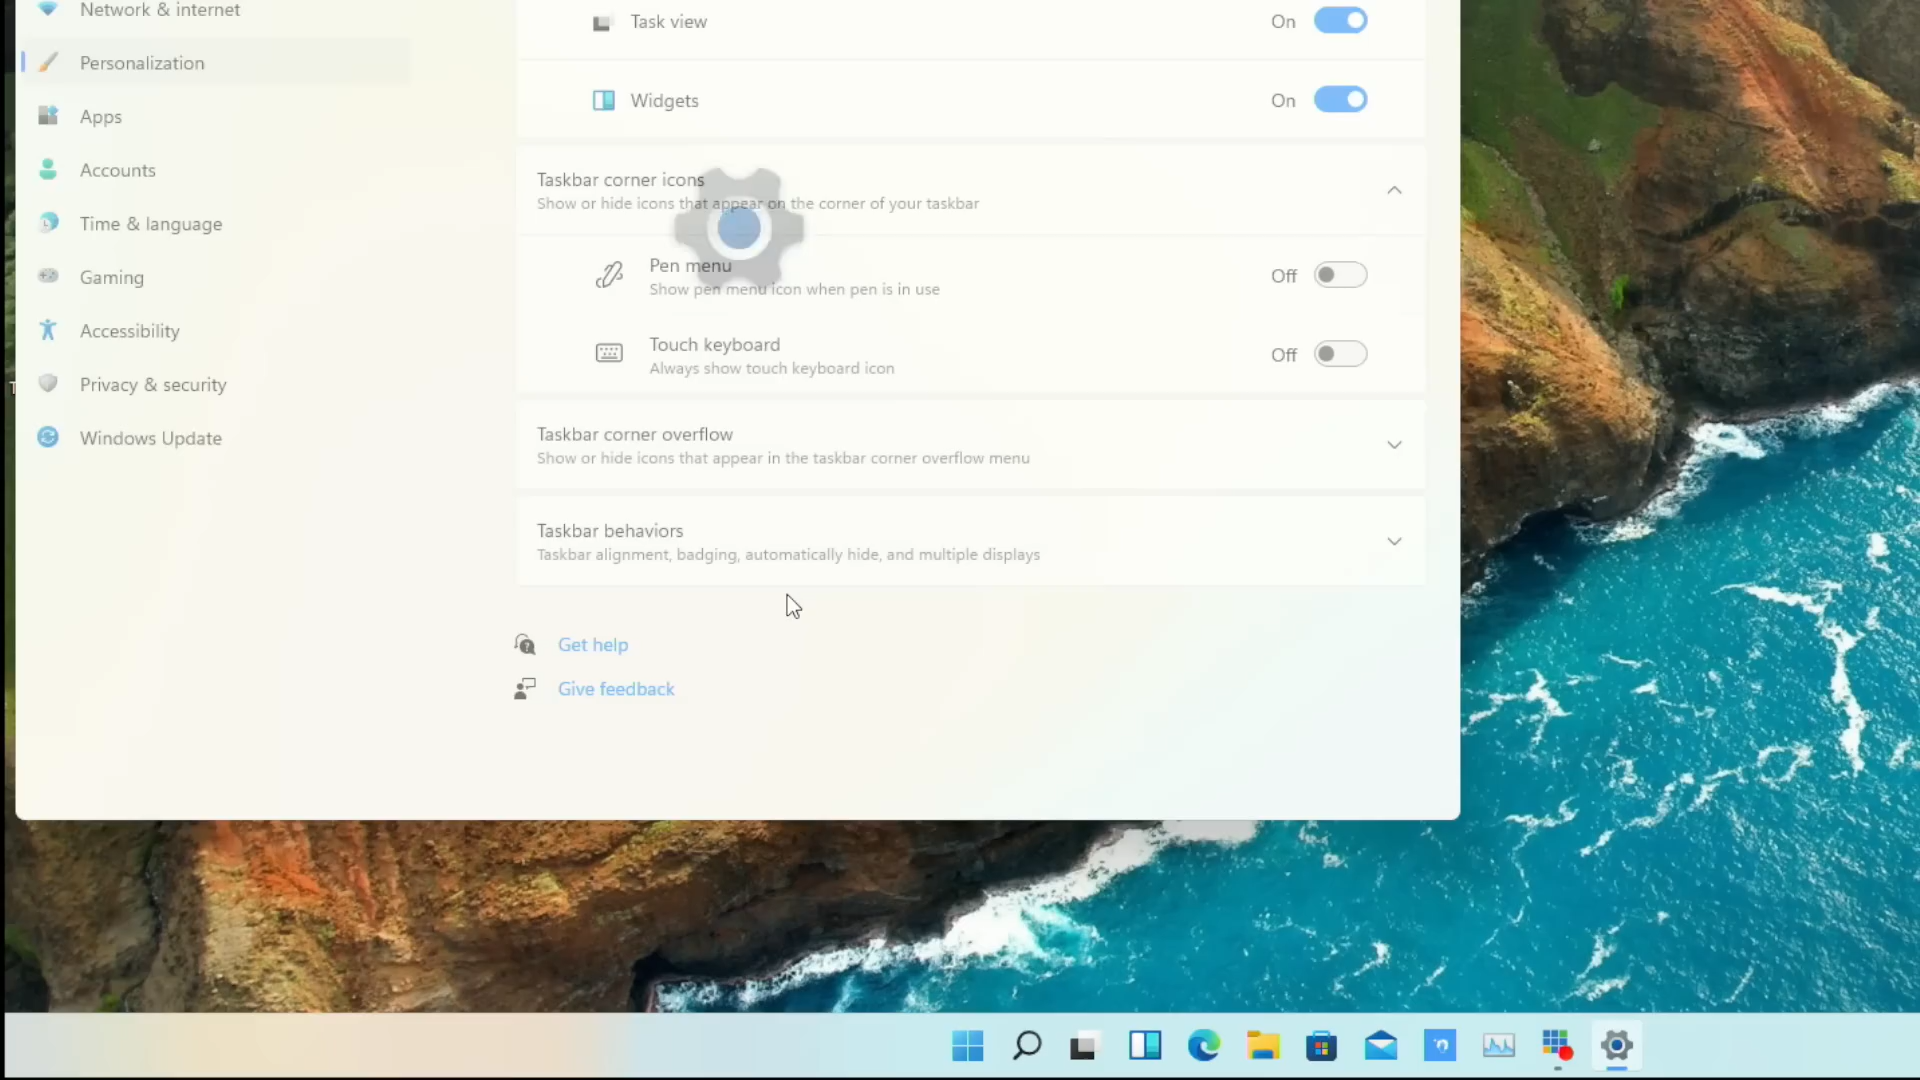 Network & internet
Task view
On
Personalization
Widgets
On
Apps
Accounts
Taskbar corner icons
Show or hide icons that appear on the corner of your taskbar
Time & language
Gaming
Pen menu
Show pen menu icon when pen is in use
Off
Accessibility
Touch keyboard
Always show touch keyboard icon
Off
Privacy & security
Windows Update
Taskbar corner overflow
Show or hide icons that appear in the taskbar corner overflow menu
Taskbar behaviors
Taskbar alignment, badging, automatically hide, and multiple displays
Get help
Give feedback